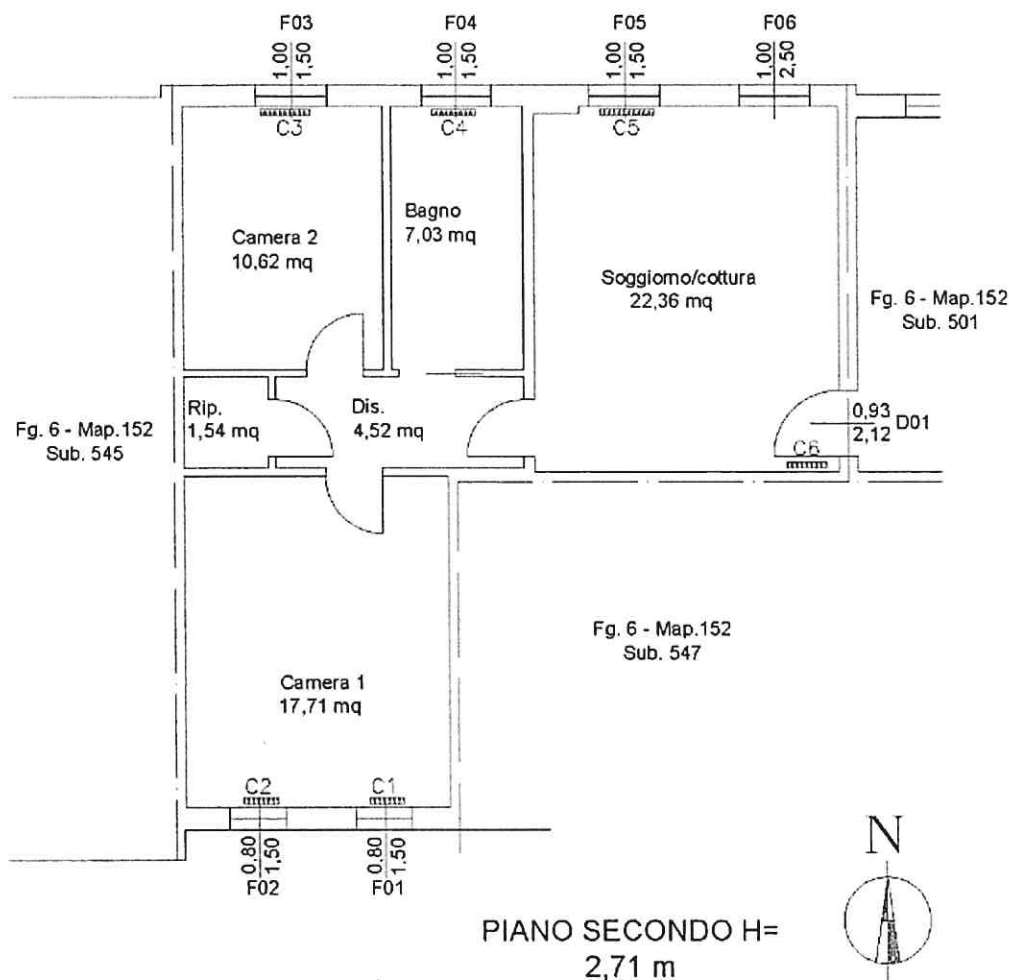 F03
F04
F05
F06
1,00
1,50
1,00
1,50
1,00
1,50
1,00
2,50
C3
C4
C5
Camera 2
10,62 mq
Bagno
7,03 mq
Soggiorno/cottura
22,36 mq
Fg. 6 - Map.152
Sub. 501
Fg. 6 - Map.152
Sub. 545
Rip.
1,54 mq
Dis.
4,52 mq
0,93
2,12
D01
C6
Fg. 6 - Map.152
Sub. 547
Camera 1
17,71 mq
C2
C1
0,80
1,50
F02
0,80
1,50
F01
N
PIANO SECONDO H=
2,71 m